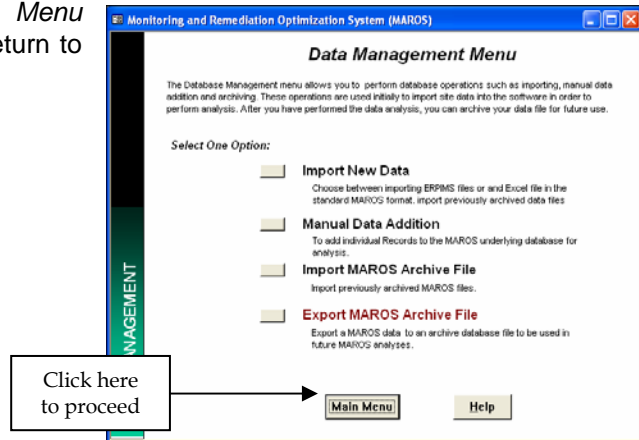 Menu
eturn to
Monitoring and Remediation Optimization System (MAROS)
Data Management Menu
The Database Management menu allows you to perform database operations such as importing, manual data
addition and archiving. These operations are used initially to import site data into the software in order to
perform analysis. After you have performed the data analysis, you can archive your data file for future use.
Select One Option:
Import New Data
Choose between importing ERPIMS files or and Excel file in the
standard MAROS format. import previously archived data files
Manual Data Addition
To add individual Records to the MAROS underlying database for
analysis.
Import MAROS Archive File
Import previously archived MAROS files.
Export MAROS Archive File
Export a MAROS data to an archive database file to be used in
future MAROS analyses.
NAGEMENT
Click here
to proceed
Main Menu
Help